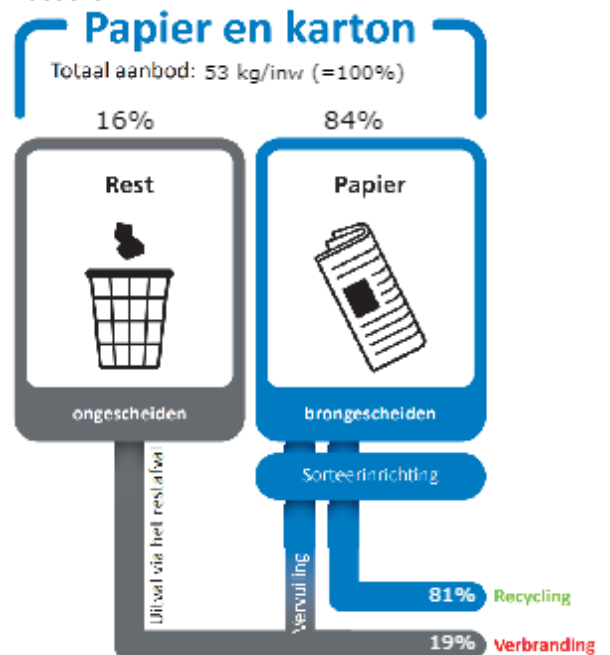 Papier en karton
Totaal aanbod: 53 kg/inw (=100%)
16%
84%
Rest
Papier
ongescheiden
brongescheiden
Sorteerinrichting
Uitval via het restafval
Vervuiling
81%
Recycling
19%
Verbranding